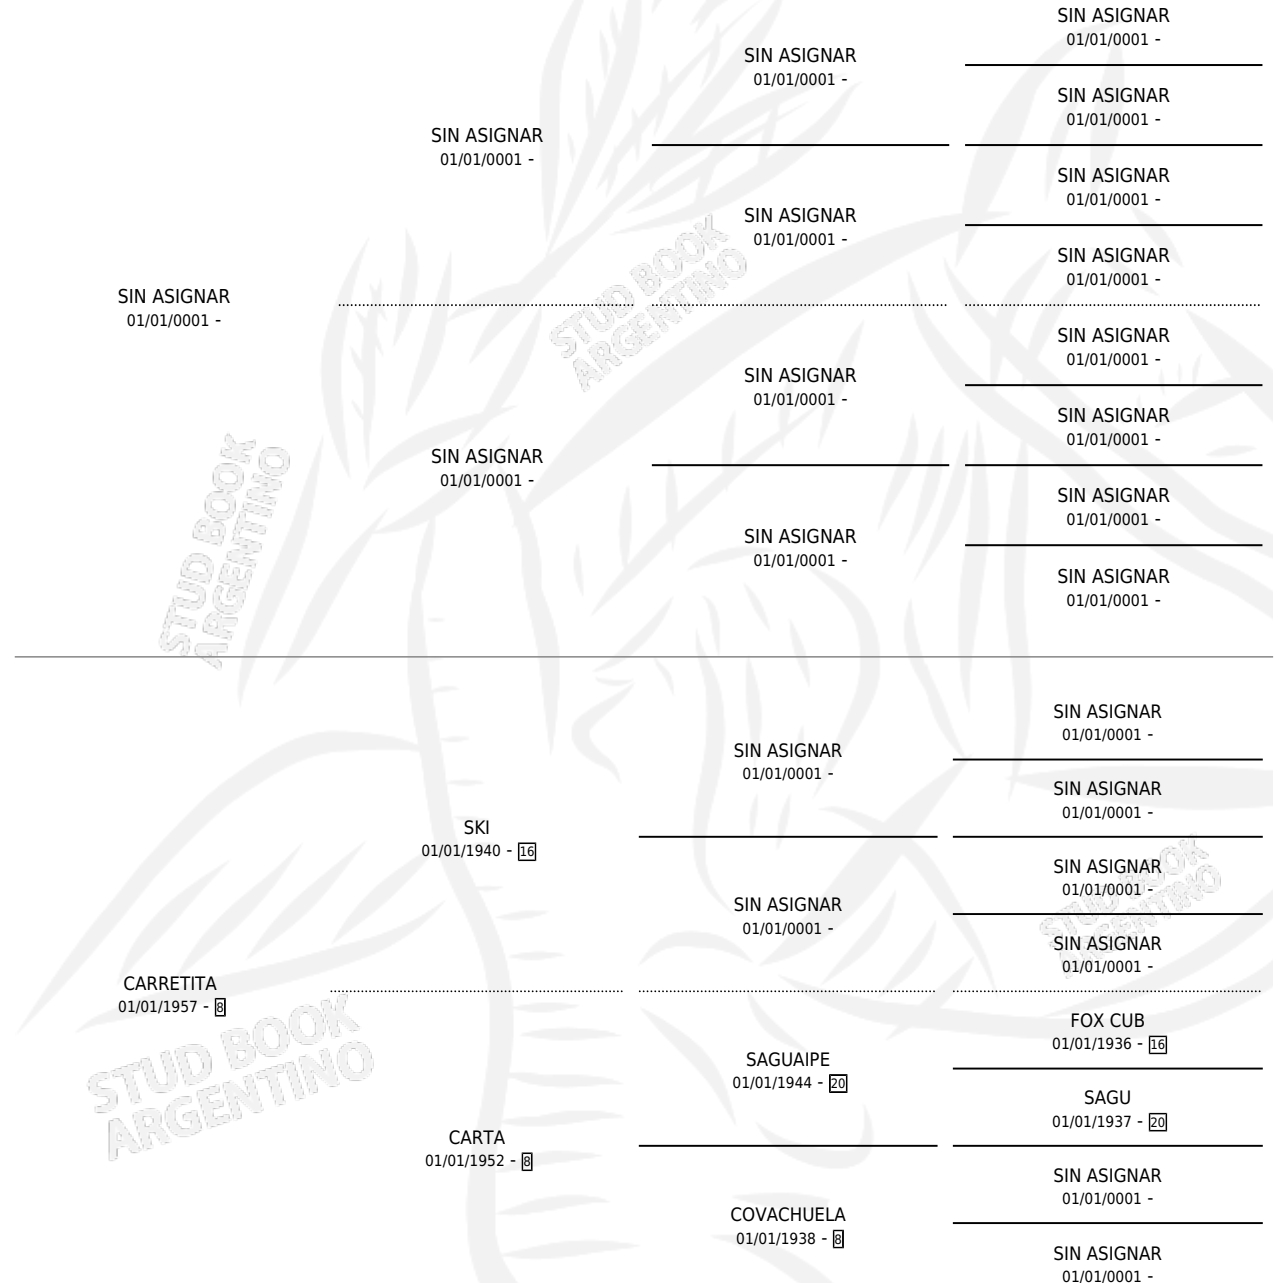 SIN ASIGNAR
01/01/0001 -
SIN ASIGNAR
01/01/0001 -
SIN ASIGNAR
01/01/0001 -
SIN ASIGNAR
01/01/0001 -
SIN ASIGNAR
01/01/0001 -
SIN ASIGNAR
01/01/0001 -
SIN ASIGNAR
01/01/0001 -
STUD BOOK
ARGENTINO
SIN ASIGNAR
01/01/0001 -
SIN ASIGNAR
01/01/0001 -
SIN ASIGNAR
01/01/0001 -
SIN ASIGNAR
01/01/0001 -
SIN ASIGNAR
01/01/0001 -
SIN ASIGNAR
01/01/0001 -
STUD BOOK
ARGENTINO
SIN ASIGNAR
01/01/0001 -
SIN ASIGNAR
01/01/0001 -
SIN ASIGNAR
01/01/0001 -
SIN ASIGNAR
01/01/0001 -
SIN ASIGNAR
01/01/0001 -
SIN ASIGNAR
01/01/0001 -
SKI
01/01/1940 - 16
SIN ASIGNAR
01/01/0001 -
SIN ASIGNAR
01/01/0001 -
STUD BOOK
ARGENTINO
SIN ASIGNAR
01/01/0001 -
CARRETITA
01/01/1957 - 8
STUD BOOK
ARGENTINO
FOX CUB
01/01/1936 - 16
SAGUAIPE
01/01/1944 - 20
SAGU
01/01/1937 - 20
CARTA
01/01/1952 - 8
SIN ASIGNAR
01/01/0001 -
COVACHUELA
01/01/1938 - 8
SIN ASIGNAR
01/01/0001 -